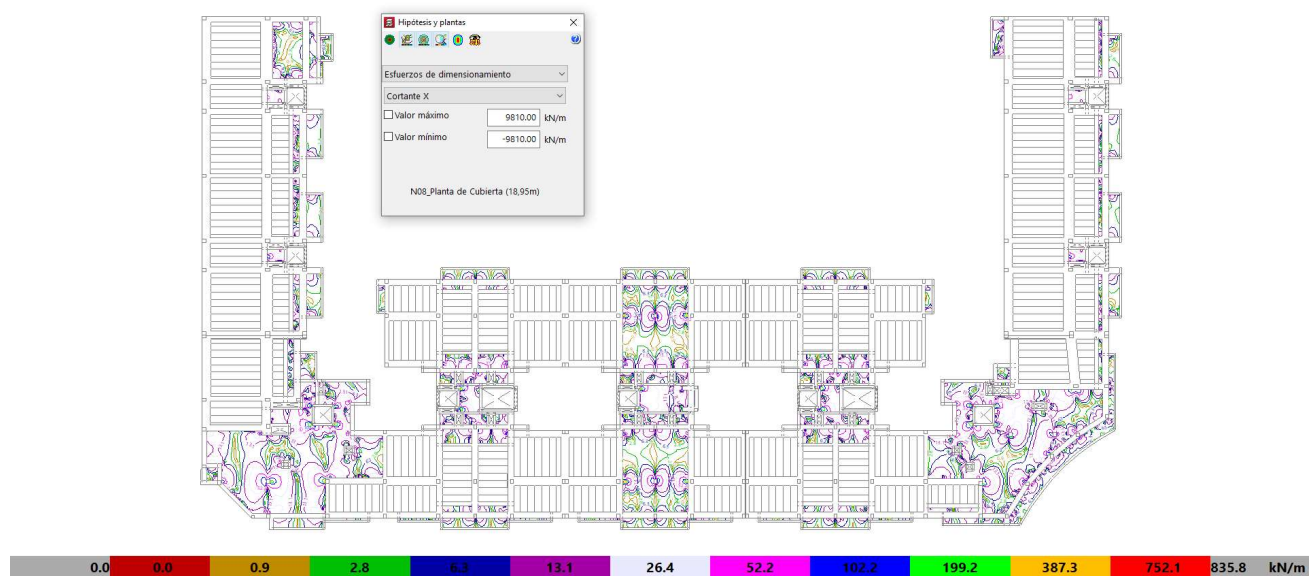 Hipótesis y plantas
Esfuerzos de dimensionamiento
Cortante X
Valor máximo 9810.00 kN/m
Valor mínimo -9810.00 kN/m
N08_Planta de Cubierta (18,95m)
0.0 0.0 0.9 2.8 6.3 13.1 26.4 52.2 102.2 199.2 387.3 752.1 835.8 kN/m